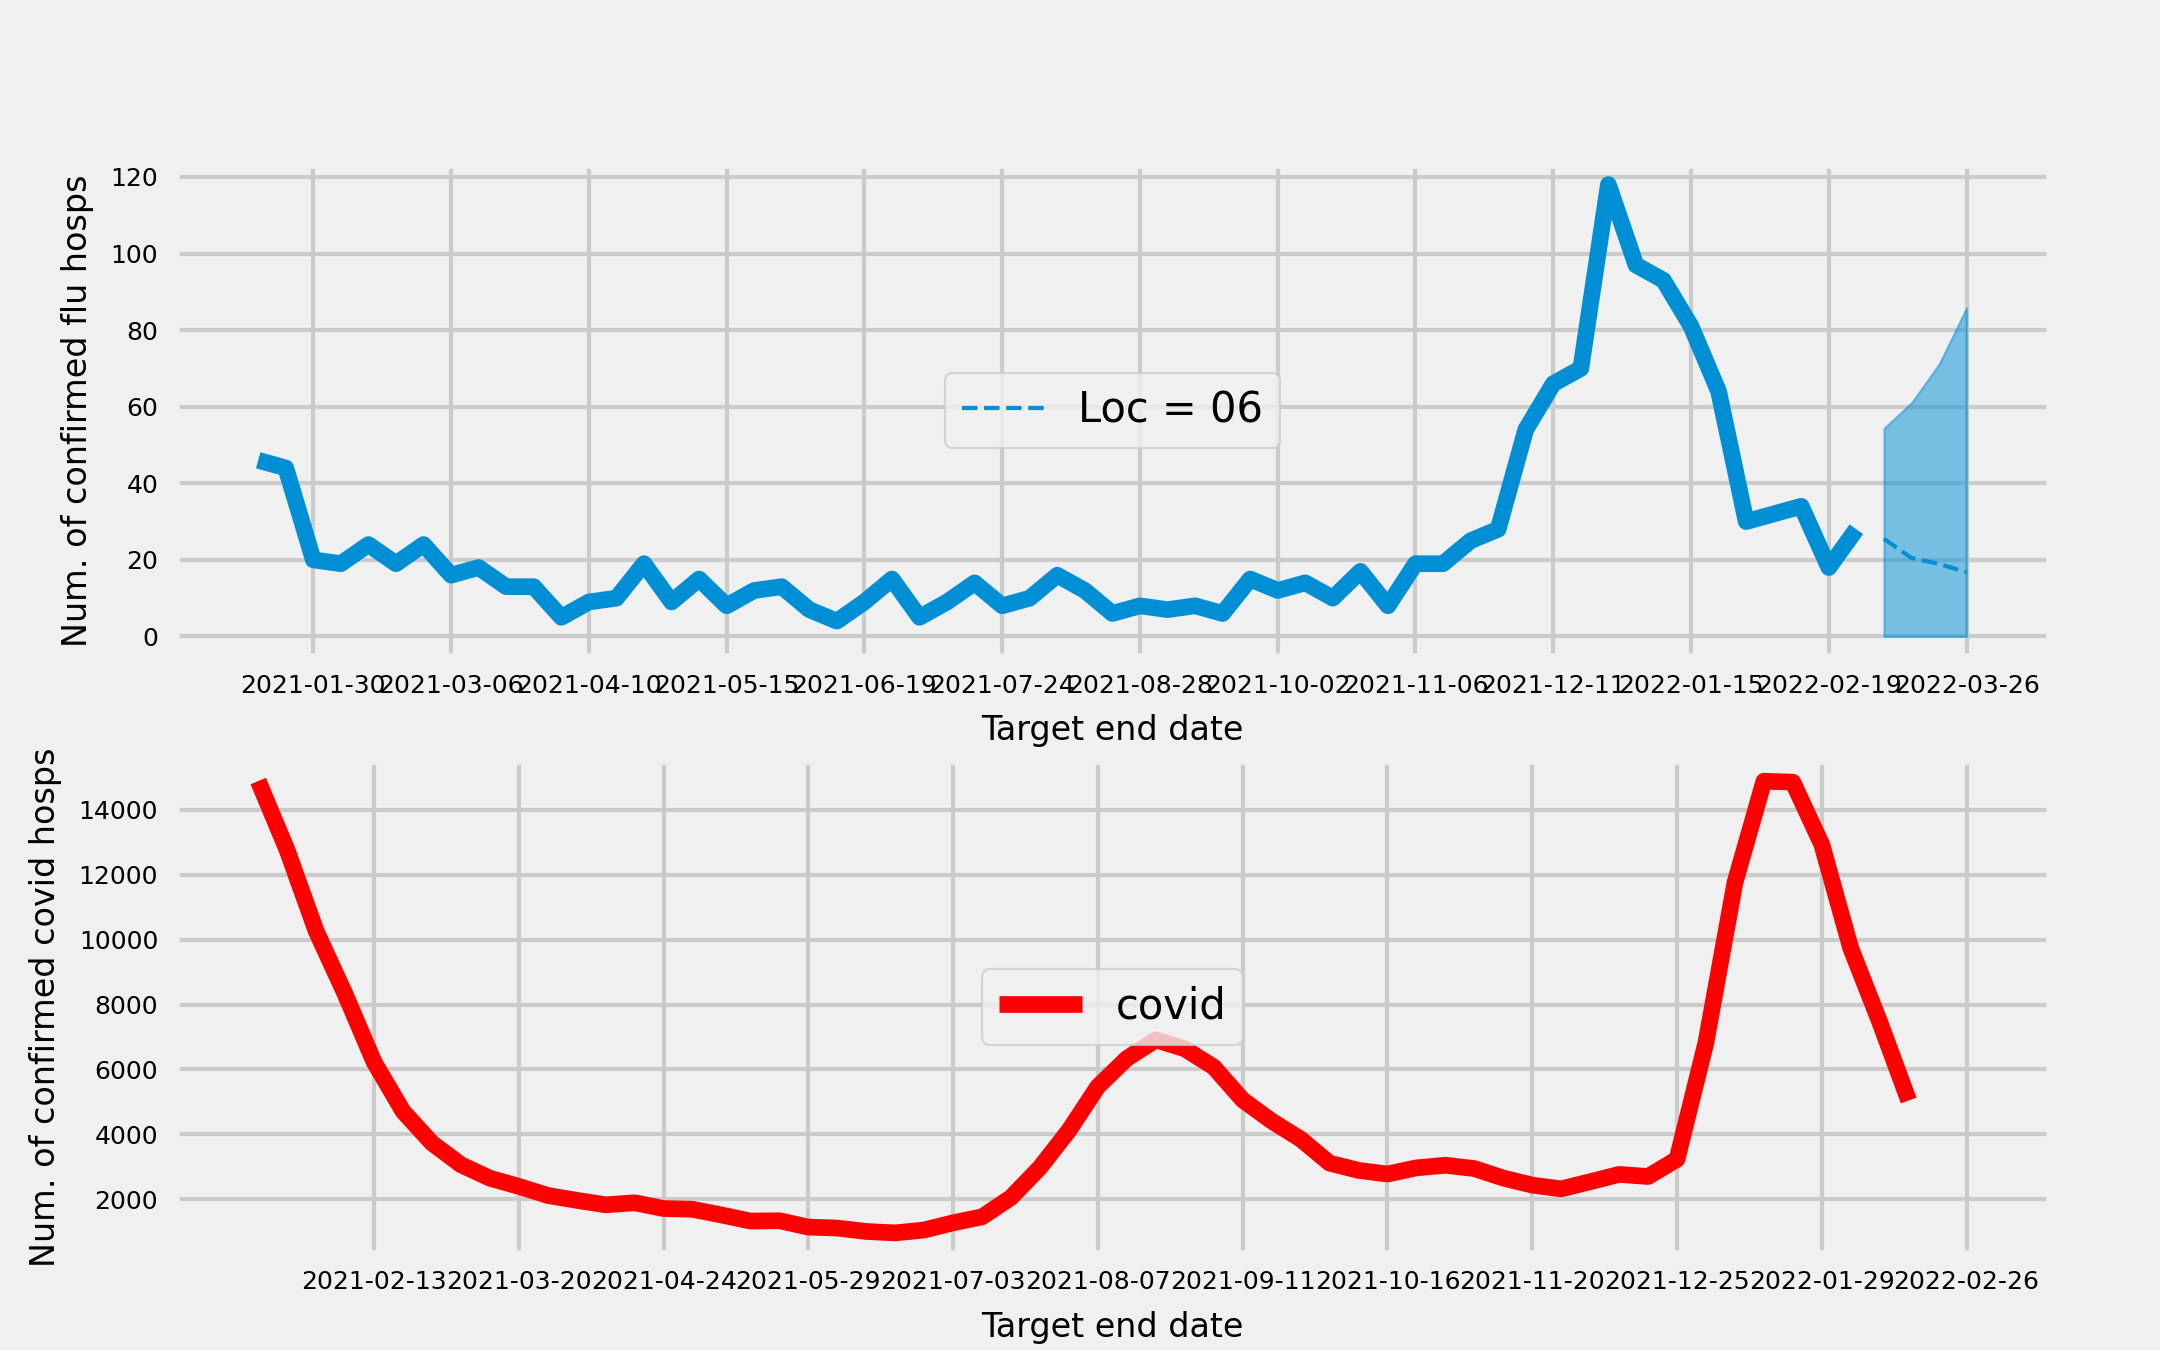 Num. of confirmed flu hosps
120
100
80
60
40
20
0
Loc = 06
2021-01-30 2021-03-06 2021-04-10 2021-05-15 2021-06-19 2021-07-24 2021-08-28 2021-10-02 2021-11-06 2021-12-11 2022-01-15 2022-02-19 2022-03-26
Target end date
Num. of confirmed covid hosps
14000
12000
10000
8000
6000
4000
2000
covid
2021-02-13 2021-03-20 2021-04-24 2021-05-29 2021-07-03 2021-08-07 2021-09-11 2021-10-16 2021-11-20 2021-12-25 2022-01-29 2022-02-26
Target end date